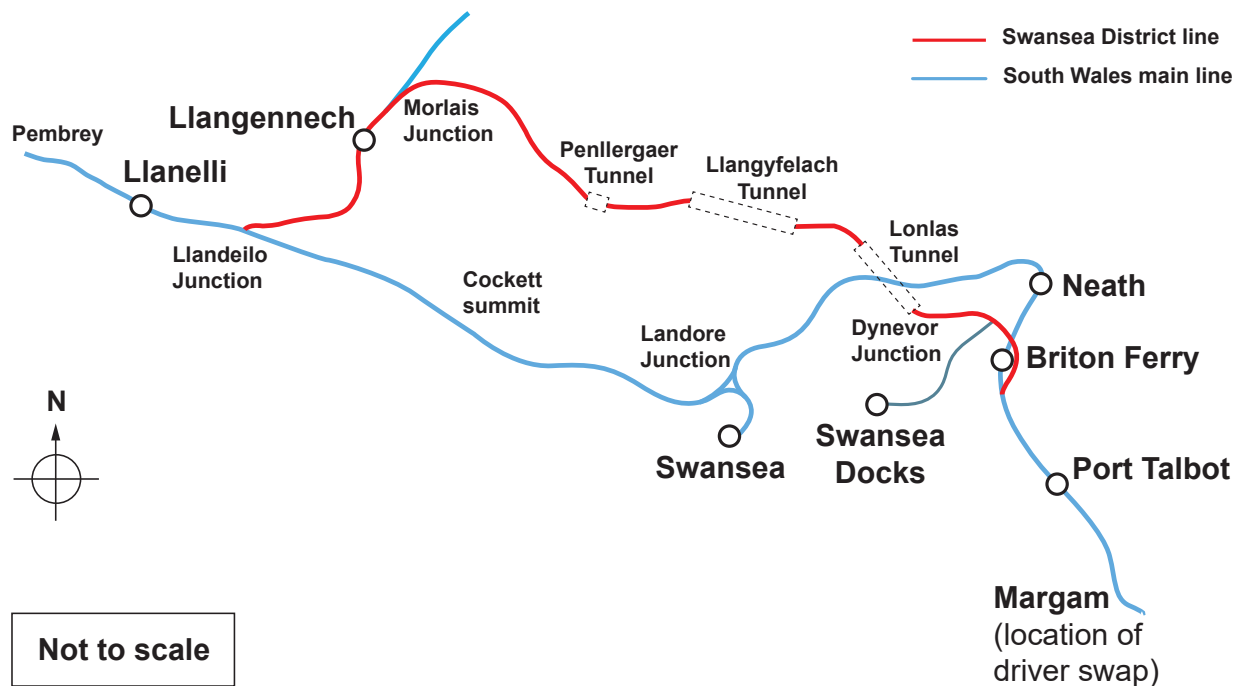 Swansea District line
South Wales main line
Llangennech
Morlais
Junction
Pembrey
Llanelli
Penllergaer
Tunnel
Llangyfelach
Tunnel
Llandeilo
Junction
Lonlas
Tunnel
Cockett
summit
Neath
Landore
Junction
Dynevor
Junction
Briton Ferry
N
Swansea
Swansea
Docks
Port Talbot
Margam
(location of
driver swap)
Not to scale